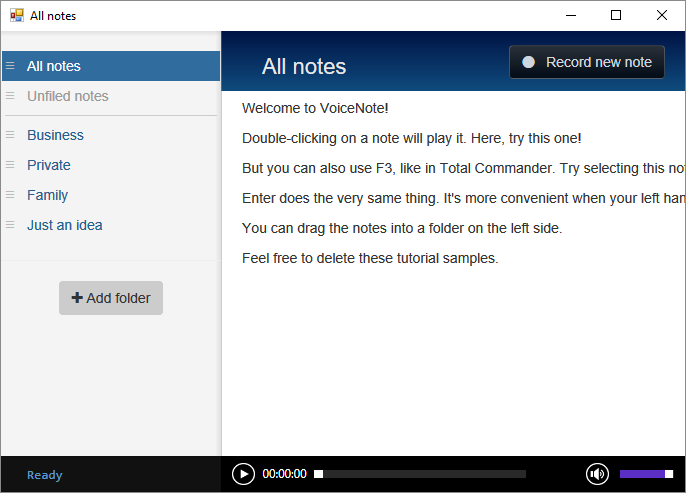 All notes
All notes
Unfiled notes
Business
Private
Family
Just an idea
+ Add folder
Ready
All notes
Record new note
Welcome to VoiceNote!
Double-clicking on a note will play it. Here, try this one!
But you can also use F3, like in Total Commander. Try selecting this
Enter does the very same thing. It's more convenient when your left
You can drag the notes into a folder on the left side.
Feel free to delete these tutorial samples.
00:00:00